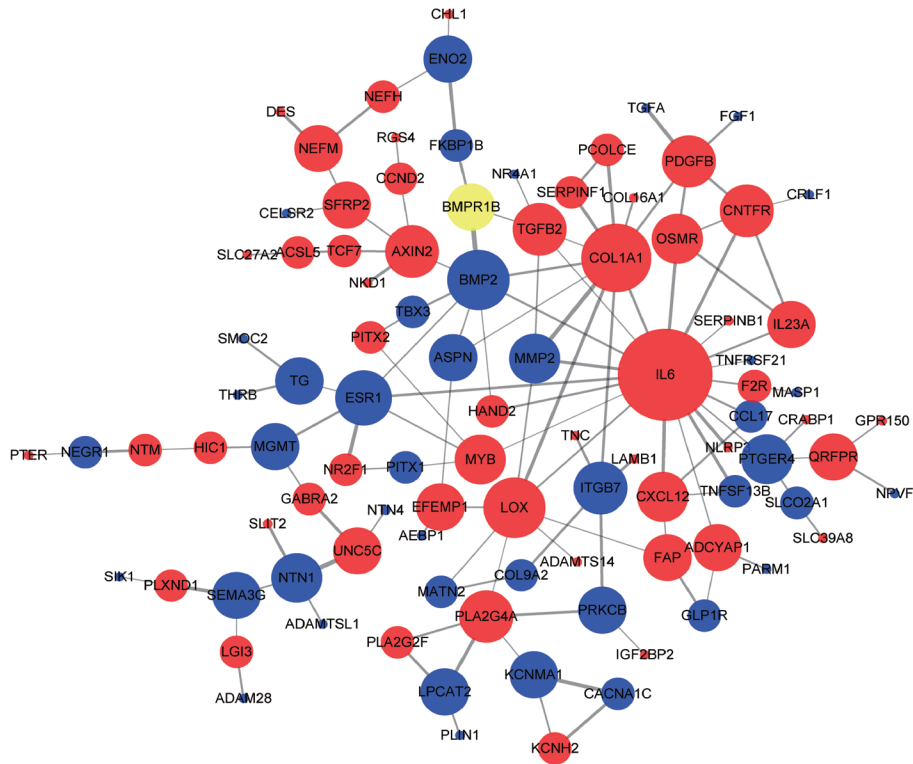 CHL1
ENO2
NEFH
DES
TGFA
FGF1
RGS4
FKBP1B
NEFM
PCOLCE
PDGFB
NR4A1
CCND2
SERPINF1
COL16A1
CRLF1
CELSR2
SFRP2
BMPR1B
CNTFR
TGFB2
OSMR
SLC27A2
ACSL5
TCF7
AXIN2
COL1A1
NKD1
BMP2
TBX3
SERPINB1
IL23A
SMOC2
PITX2
ASPN
MMP2
TNFRSF21
IL6
TG
F2R
MASP1
THRB
ESR1
HAND2
CCL17
CRABP1
GPR150
TNC
PTER
NEGR1
NTM
HIC1
MGMT
MYB
LAMB1
PTGER4
QRFPR
NR2F1
PITX1
ITGB7
CXCL12
TNFSF13B
SLCO2A1
NPVF
GABRA2
NTN4
EFEMP1
LOX
SLIT2
AEBP1
SLC39A8
UNC5C
ADAMTS14
FAP
ADCYAP1
SIK1
PLXND1
SEMA3G
NTN1
MATN2
COL9A2
PARM1
ADAMTSL1
PLA2G4A
PRKCB
GLP1R
LGI3
PLA2G2F
IGF2BP2
ADAM28
LPCAT2
KCNMA1
CACNA1C
PLIN1
KCNH2